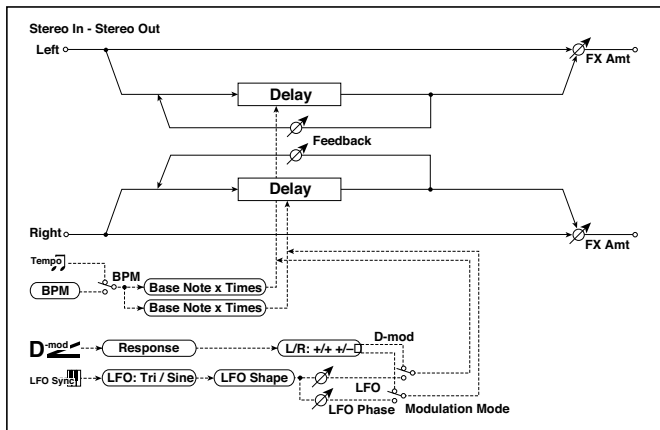 Stereo In - Stereo Out
Left
FX Amt
Delay
Feedback
Delay
Right
FX Amt
Tempo
BPM
BPM
Base Note x Times
Base Note x Times
D-mod
D-mod
Response
L/R: +/+ +/–
LFO Sync
LFO: Tri / Sine
LFO Shape
LFO
LFO Phase
Modulation Mode